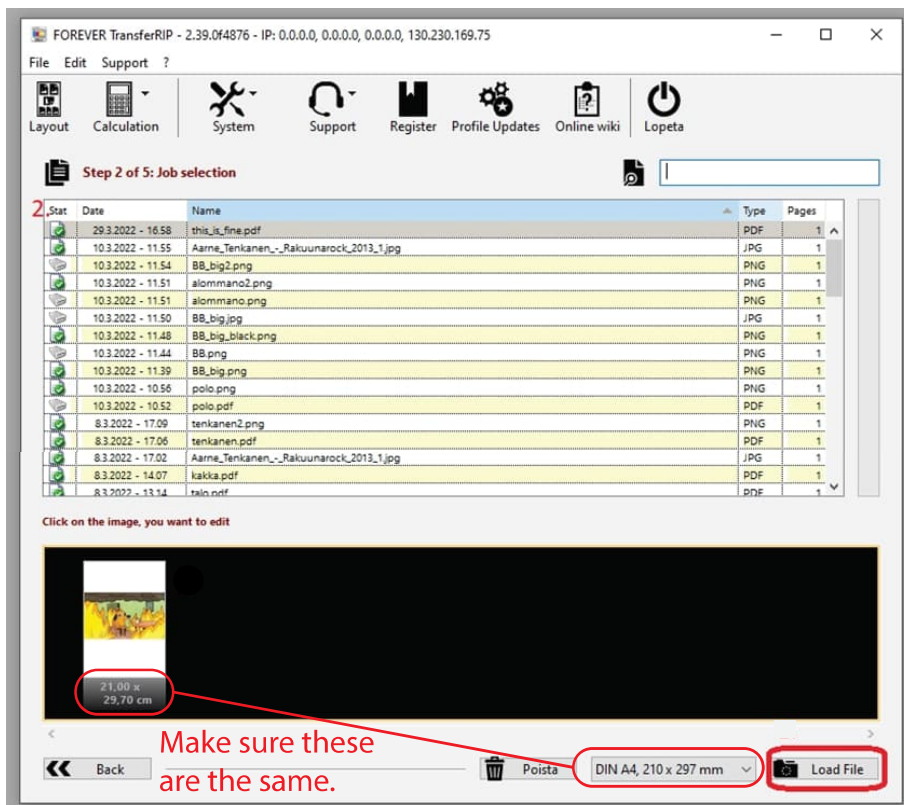 FOREVER TransferRIP - 2.39.0f4876 - IP: 0.0.0.0, 0.0.0.0, 0.0.0.0, 130.230.169.75
File Edit Support ?
Layout Calculation System Support Register Profile Updates Online wiki Lopeta
Step 2 of 5: Job selection
2. Stat Date Name Type Pages
29.3.2022 - 16.58 this_is_fine.pdf PDF 1
10.3.2022 - 11.55 Aarne_Tenkanen_-_Rakuunarock_2013_1.jpg JPG 1
10.3.2022 - 11.54 BB_big2.png PNG 1
10.3.2022 - 11.51 alommano2.png PNG 1
10.3.2022 - 11.51 alommano.png PNG 1
10.3.2022 - 11.50 BB_big.jpg JPG 1
10.3.2022 - 11.48 BB_big_black.png PNG 1
10.3.2022 - 11.44 BB.png PNG 1
10.3.2022 - 11.39 BB_big.png PNG 1
10.3.2022 - 10.56 polo.png PNG 1
10.3.2022 - 10.52 polo.pdf PDF 1
8.3.2022 - 17.09 tenkanen2.png PNG 1
8.3.2022 - 17.06 tenkanen.pdf PDF 1
8.3.2022 - 17.02 Aarne_Tenkanen_-_Rakuunarock_2013_1.jpg JPG 1
8.3.2022 - 14.07 kakka.pdf PDF 1
8.3.2022 - 13.14 talo.pdf PDF 1
Click on the image, you want to edit
21,00 x
29,70 cm
Make sure these
are the same.
Back Poista DIN A4, 210 x 297 mm Load File